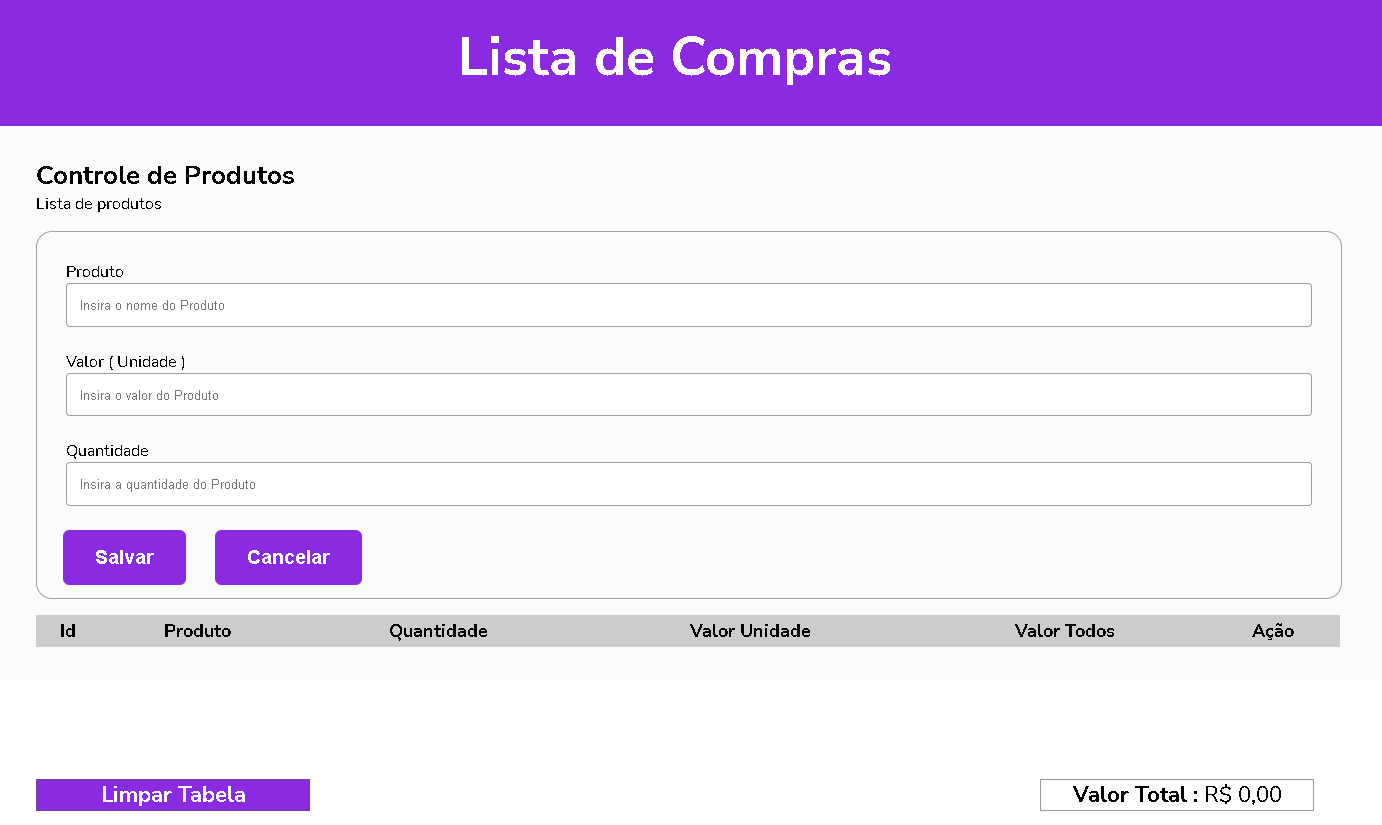 Lista de Compras
Controle de Produtos
Lista de produtos
Produto
Insira o nome do Produto
Valor ( Unidade )
Insira o valor do Produto
Quantidade
Insira a quantidade do Produto
Salvar Cancelar
Id Produto Quantidade Valor Unidade Valor Todos Ação
Limpar Tabela Valor Total : R$ 0,00